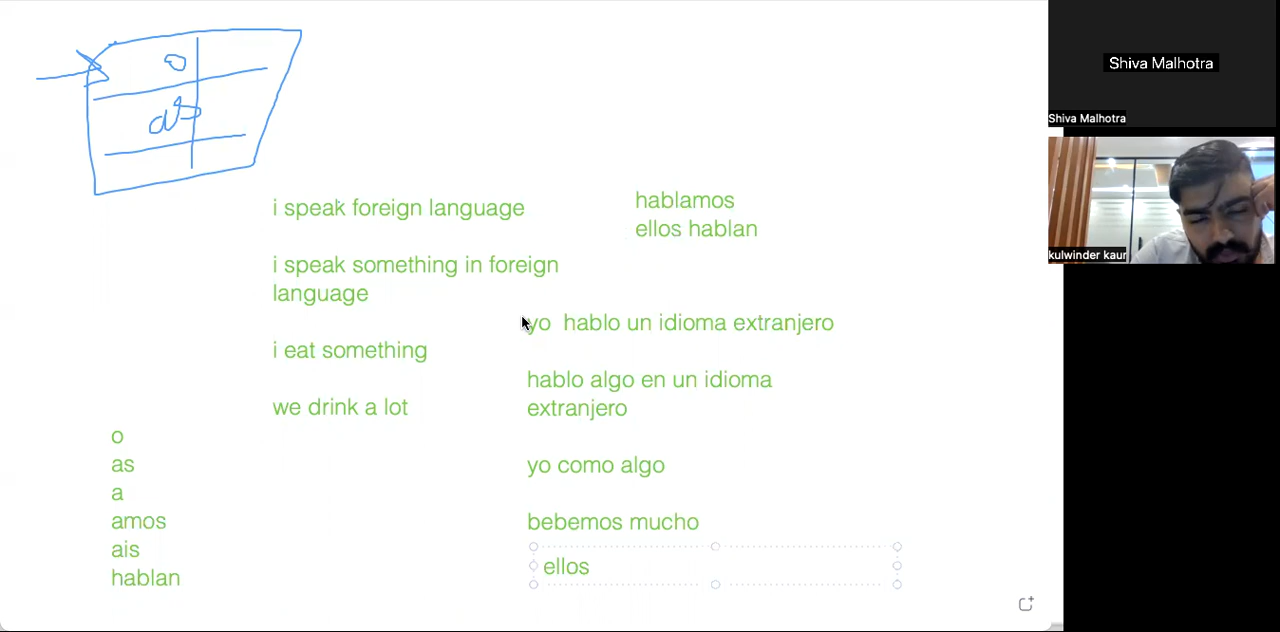 o
as
i speak foreign language
i speak something in foreign
language
i eat something
we drink a lot
o
as
a
amos
ais
hablan
hablamos
ellos hablan
yo  hablo un idioma extranjero
hablo algo en un idioma
extranjero
yo como algo
bebemos mucho
ellos
Shiva Malhotra
Shiva Malhotra
kulwinder kaur